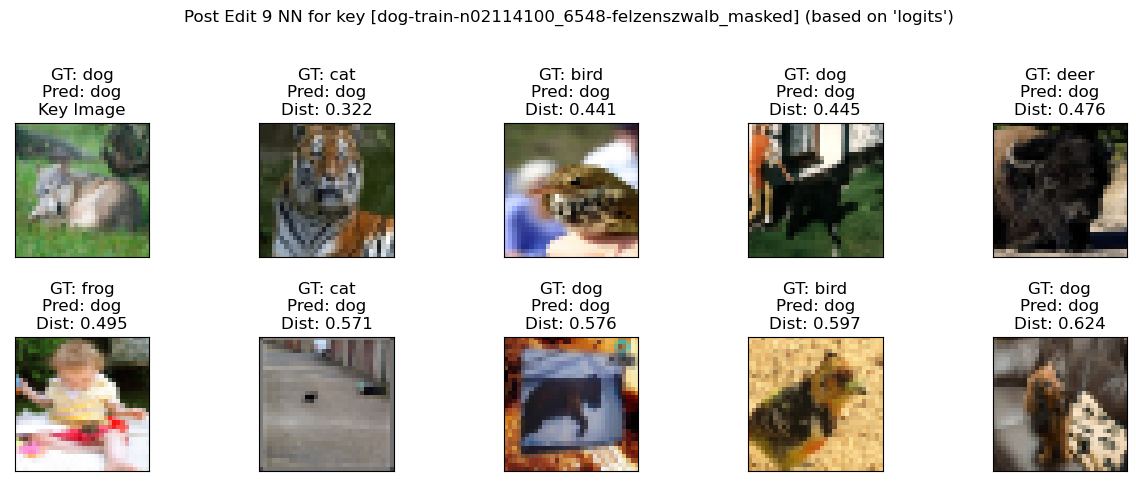 Post Edit 9 NN for key [dog-train-n02114100_6548-felzenszwalb_masked] (based on 'logits')
GT: dog
Pred: dog
Key Image
GT: cat
Pred: dog
Dist: 0.322
GT: bird
Pred: dog
Dist: 0.441
GT: dog
Pred: dog
Dist: 0.445
GT: deer
Pred: dog
Dist: 0.476
GT: frog
Pred: dog
Dist: 0.495
GT: cat
Pred: dog
Dist: 0.571
GT: dog
Pred: dog
Dist: 0.576
GT: bird
Pred: dog
Dist: 0.597
GT: dog
Pred: dog
Dist: 0.624